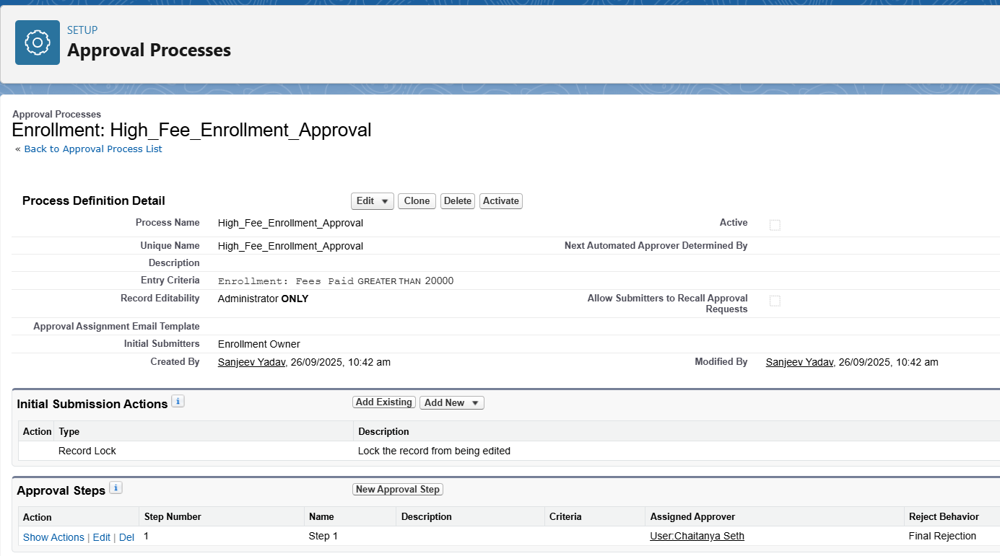 SETUP
Approval Processes
Approval Processes
Enrollment: High_Fee_Enrollment_Approval
« Back to Approval Process List
Process Definition Detail Edit ▼ Clone Delete Activate
Process Name High_Fee_Enrollment_Approval Active
Unique Name High_Fee_Enrollment_Approval Next Automated Approver Determined By
Description
Entry Criteria Enrollment: Fees Paid GREATER THAN 20000
Record Editability Administrator ONLY Allow Submitters to Recall Approval
Requests
Approval Assignment Email Template
Initial Submitters Enrollment Owner
Created By Sanjeev Yadav, 26/09/2025, 10:42 am Modified By Sanjeev Yadav, 26/09/2025, 10:42 am
Initial Submission Actions i Add Existing Add New ▼
Action Type Description
Record Lock Lock the record from being edited
Approval Steps i New Approval Step
Action Step Number Name Description Criteria Assigned Approver Reject Behavior
Show Actions | Edit | Del 1 Step 1 User:Chaitanya Seth Final Rejection